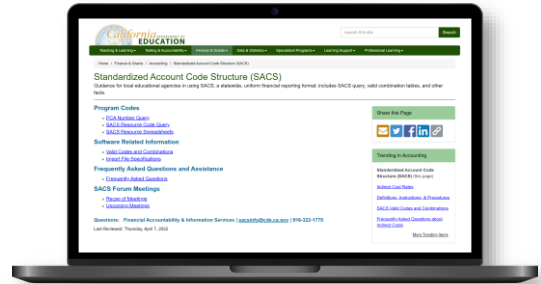 California DEPARTMENT OF
EDUCATION
search this site
Search
Teaching & Learning
Testing & Accountability
Finance & Grants
Data & Statistics
Specialized Programs
Learning Support
Professional Learning
Home / Finance & Grants / Accounting / Standardized Account Code Structure (SACS)
Standardized Account Code Structure (SACS)
Guidance for local educational agencies in using SACS, a statewide, uniform financial reporting format; includes SACS query, valid combination tables, and other
tools.
Program Codes
PCA Number Query
SACS Resource Code Query
SACS Resource Spreadsheets
Software Related Information
Valid Codes and Combinations
Import File Specifications
Frequently Asked Questions and Assistance
Frequently Asked Questions
SACS Forum Meetings
Recap of Meetings
Upcoming Meetings
Questions: Financial Accountability & Information Services | sacsinfo@cde.ca.gov | 916-322-1770
Last Reviewed: Thursday, April 7, 2022
Share this Page
Trending in Accounting
Standardized Account Code
Structure (SACS) (this page)
Indirect Cost Rates
Definitions, Instructions, & Procedures
SACS Valid Codes and Combinations
Frequently Asked Questions about
Indirect Costs
More Trending Items